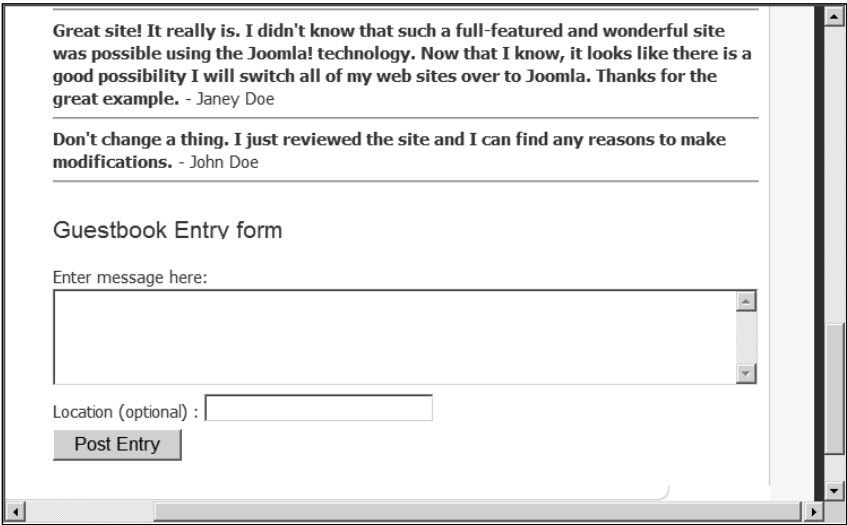 Great site! It really is. I didn't know that such a full-featured and wonderful site
was possible using the Joomla! technology. Now that I know, it looks like there is a
good possibility I will switch all of my web sites over to Joomla. Thanks for the
great example. - Janey Doe
Don't change a thing. I just reviewed the site and I can find any reasons to make
modifications. - John Doe
Guestbook Entry form
Enter message here:
Location (optional) :
Post Entry